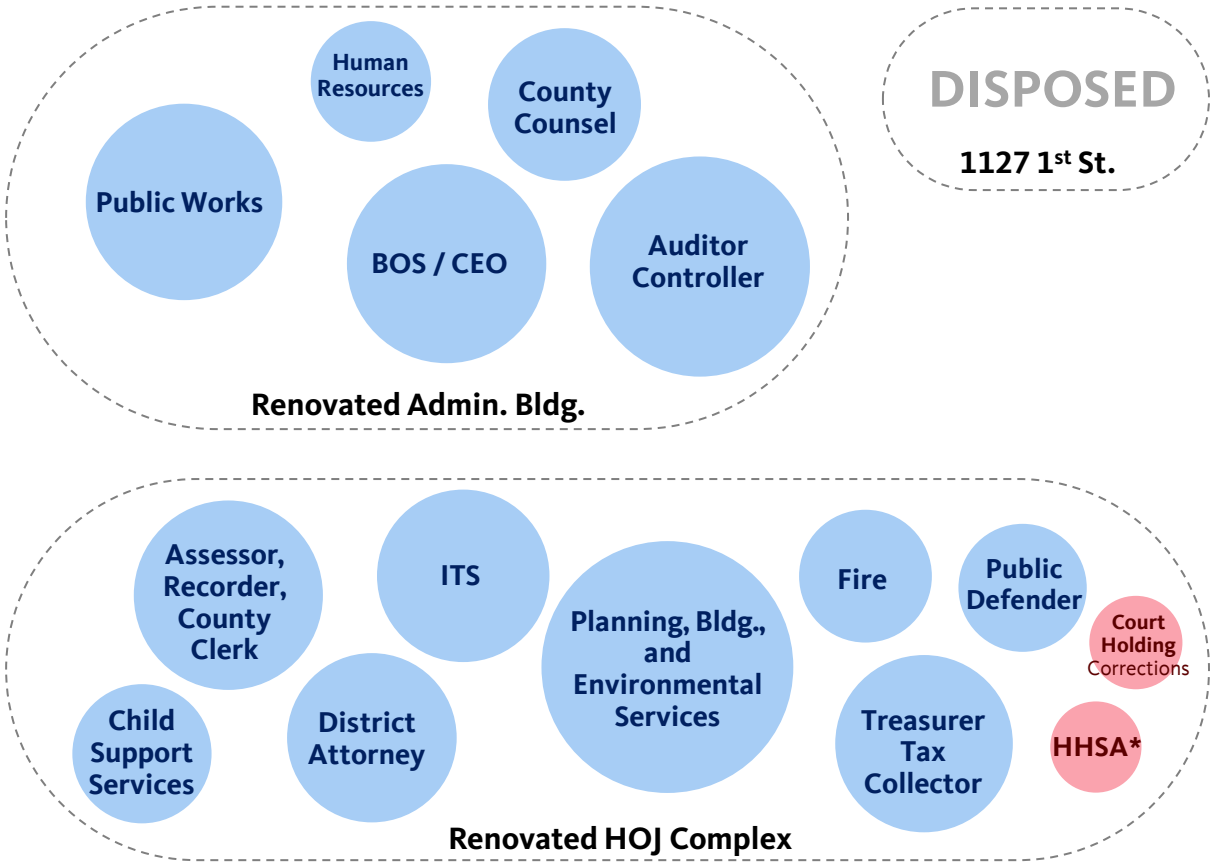 Human
Resources
County
Counsel
Public Works
BOS / CEO
Auditor
Controller
Renovated Admin. Bldg.
DISPOSED
1127 1st St.
Assessor,
Recorder,
County
Clerk
ITS
Planning, Bldg.,
and
Environmental
Services
Fire
Public
Defender
Court
Holding
Corrections
Child
Support
Services
District
Attorney
Treasurer
Tax
Collector
HHSA*
Renovated HOJ Complex